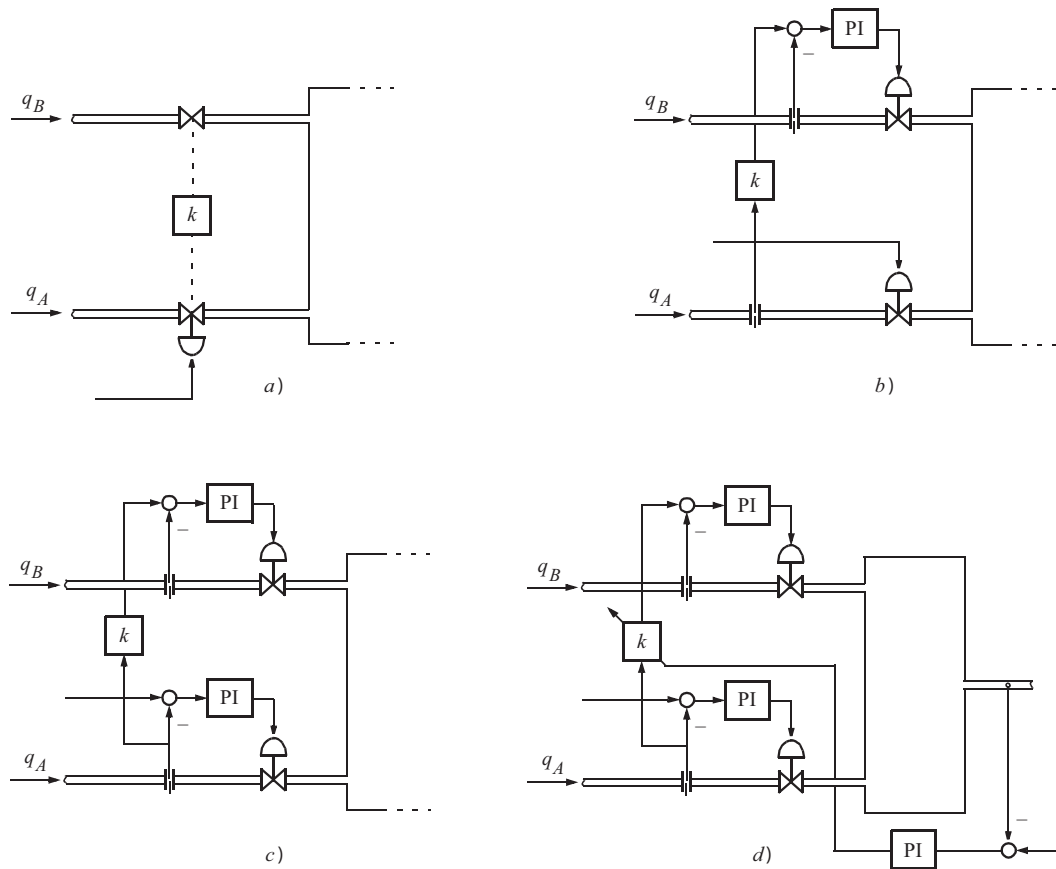 q_B
k
q_A
a)
PI
–
q_B
k
q_A
b)
PI
–
q_B
k
PI
–
q_A
c)
PI
–
q_B
k
PI
–
q_A
–
PI
d)